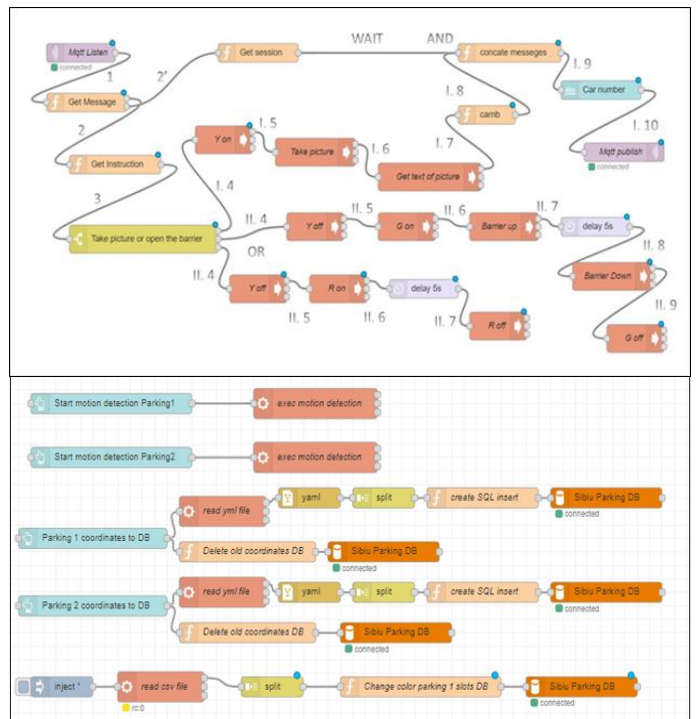 WAIT AND
Mqtt Listen
connected
1
Get Message
2'
2
Get session
concate messeges
I. 9
Car number
I. 10
Mqtt publish
connected
I. 8
camb
I. 7
Y on
I. 5
Take picture
I. 6
Get text of picture
Get Instruction
3
I. 4
Take picture or open the barrier
II. 4
OR
II. 4
Y off
II. 5
G on
II. 6
Barrier up
II. 7
delay 5s
II. 8
Barrier Down
II. 9
G off
Y off
II. 5
R on
II. 6
delay 5s
II. 7
R off
Start motion detection Parking1
exec motion detection
Start motion detection Parking2
exec motion detection
Parking 1 coordinates to DB
read yml file
yaml
split
create SQL insert
Sibiu Parking DB
connected
Delete old coordinates DB
Sibiu Parking DB
connected
Parking 2 coordinates to DB
read yml file
yaml
split
create SQL insert
Sibiu Parking DB
connected
Delete old coordinates DB
Sibiu Parking DB
connected
inject *
read csv file
rc:0
split
Change color parking 1 slots DB
Sibiu Parking DB
connected